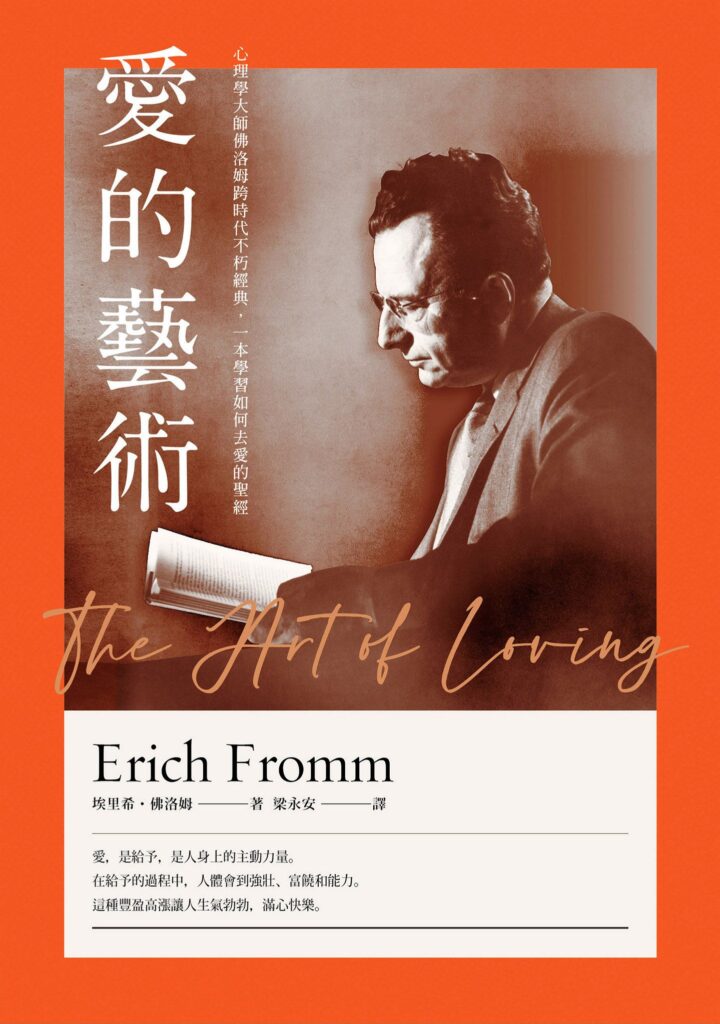 愛的藝術
心理學大師佛洛姆跨時代不朽經典，一本學習如何去愛的聖經
The Art of Loving
Erich Fromm
埃里希・佛洛姆 ——— 著 梁永安 ——— 譯
愛，是給予，是人身上的主動力量。
在給予的過程中，人體會到強壯、富饒和能力。
這種豐盈高漲讓人生氣勃勃，滿心快樂。